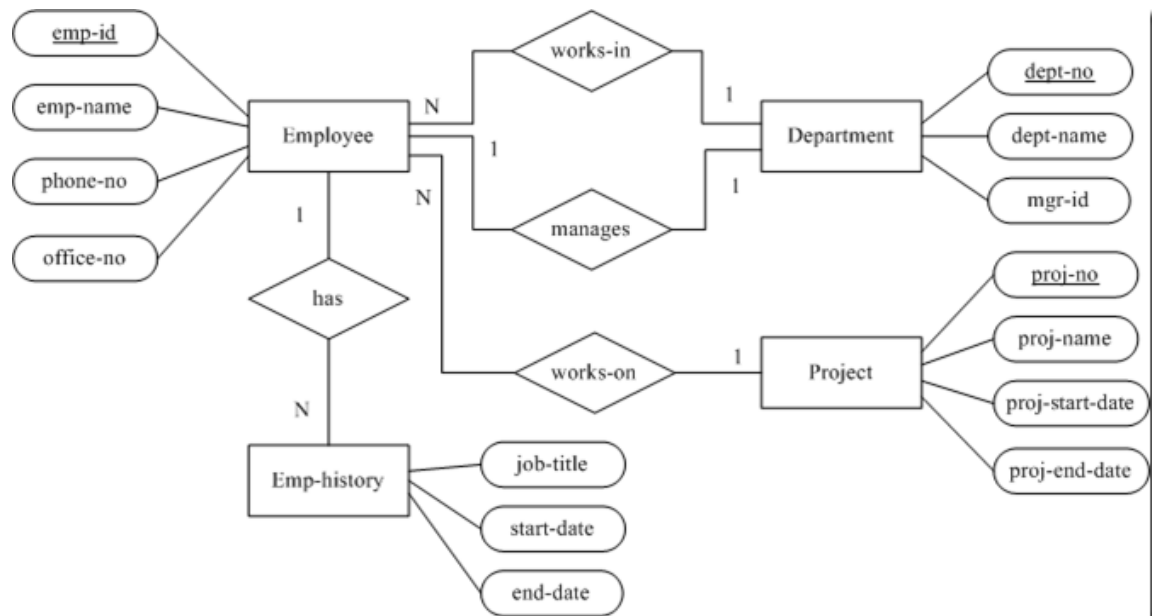 emp-id
emp-name
phone-no
office-no
Employee
N
1
N
works-in
1
manages
1
Department
dept-no
dept-name
mgr-id
1
has
N
works-on
1
Project
proj-no
proj-name
proj-start-date
proj-end-date
Emp-history
job-title
start-date
end-date